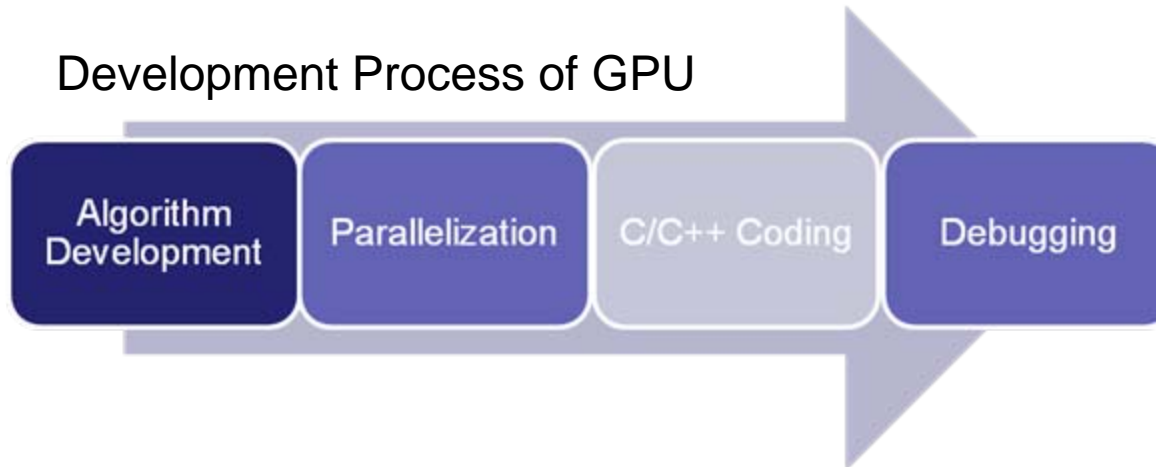 Development Process of GPU
Algorithm
Development
Parallelization
C/C++ Coding
Debugging